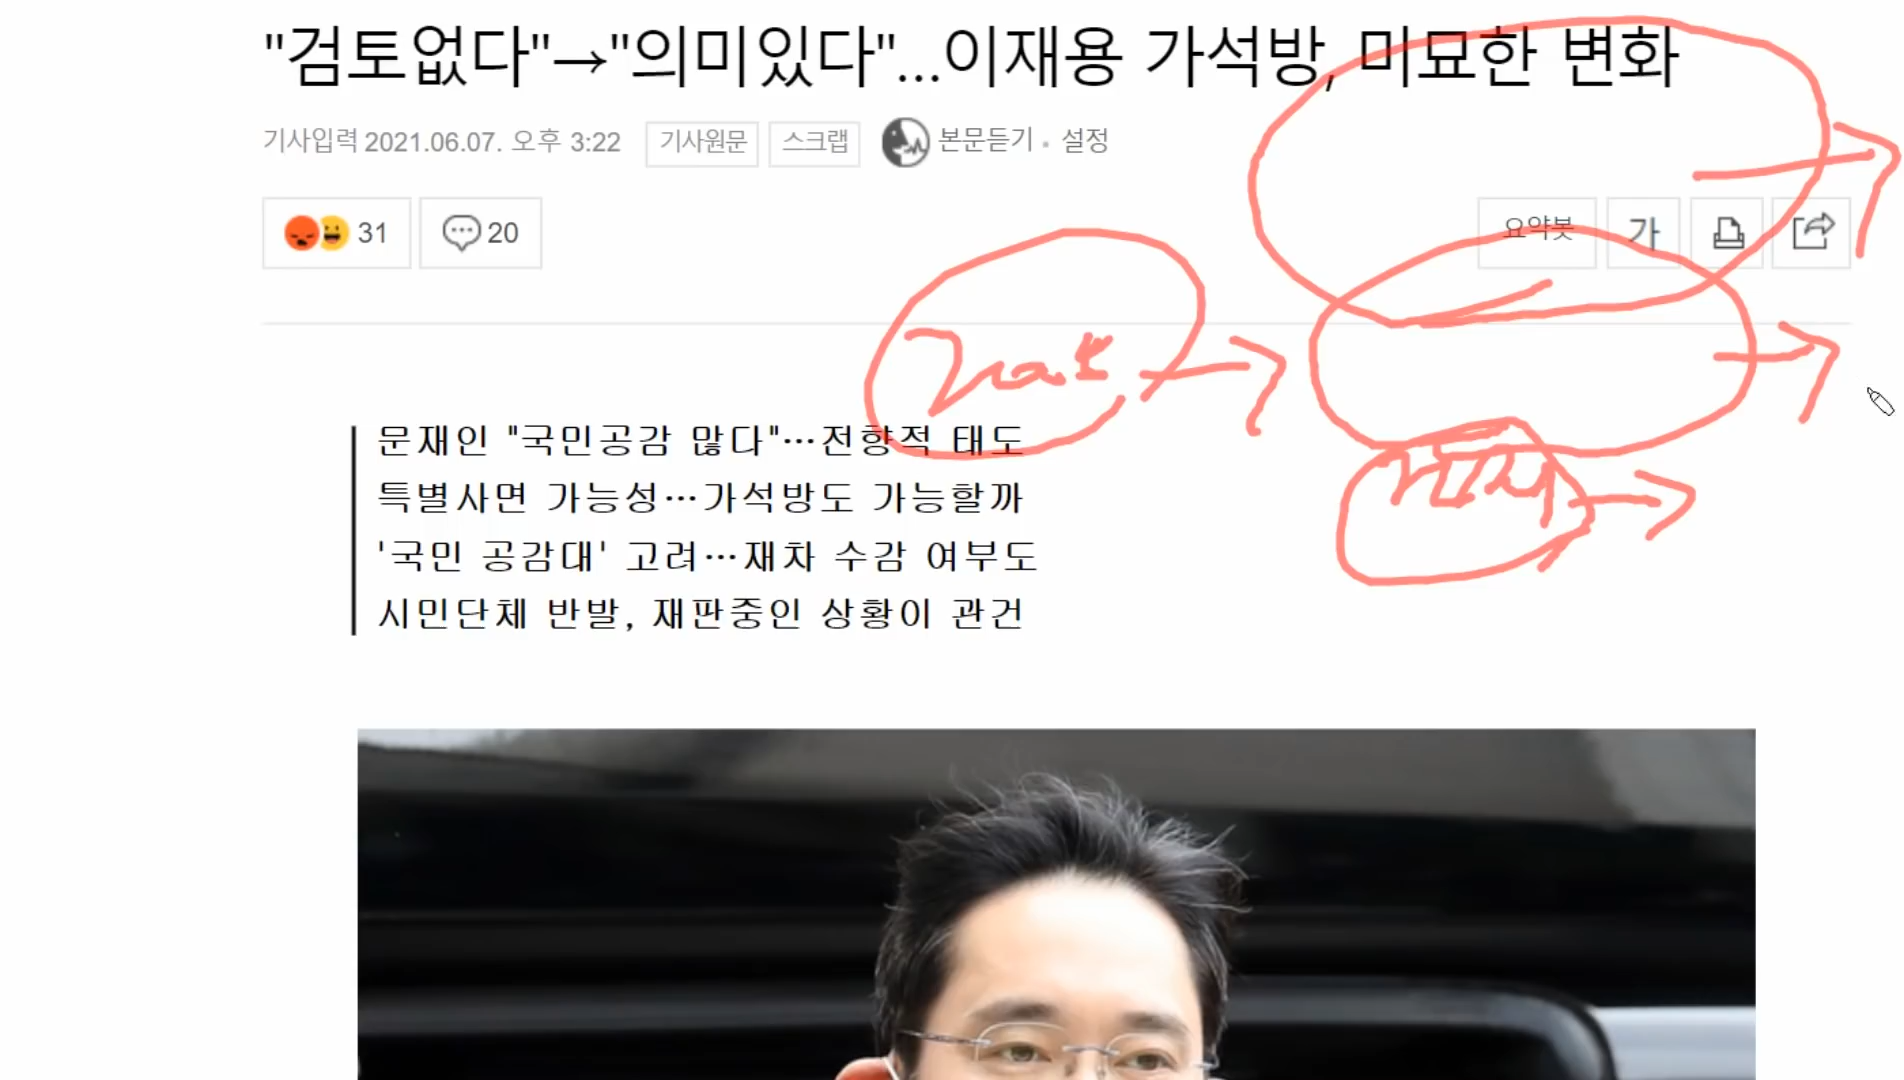 "검토없다"→"의미있다"...이재용 가석방, 미묘한 변화
기사입력 2021.06.07. 오후 3:22 기사원문 스크랩 본문듣기 · 설정
31 20 요약봇 가
문재인 "국민공감 많다"…전향적 태도
특별사면 가능성…가석방도 가능할까
'국민 공감대' 고려…재차 수감 여부도
시민단체 반발, 재판중인 상황이 관건